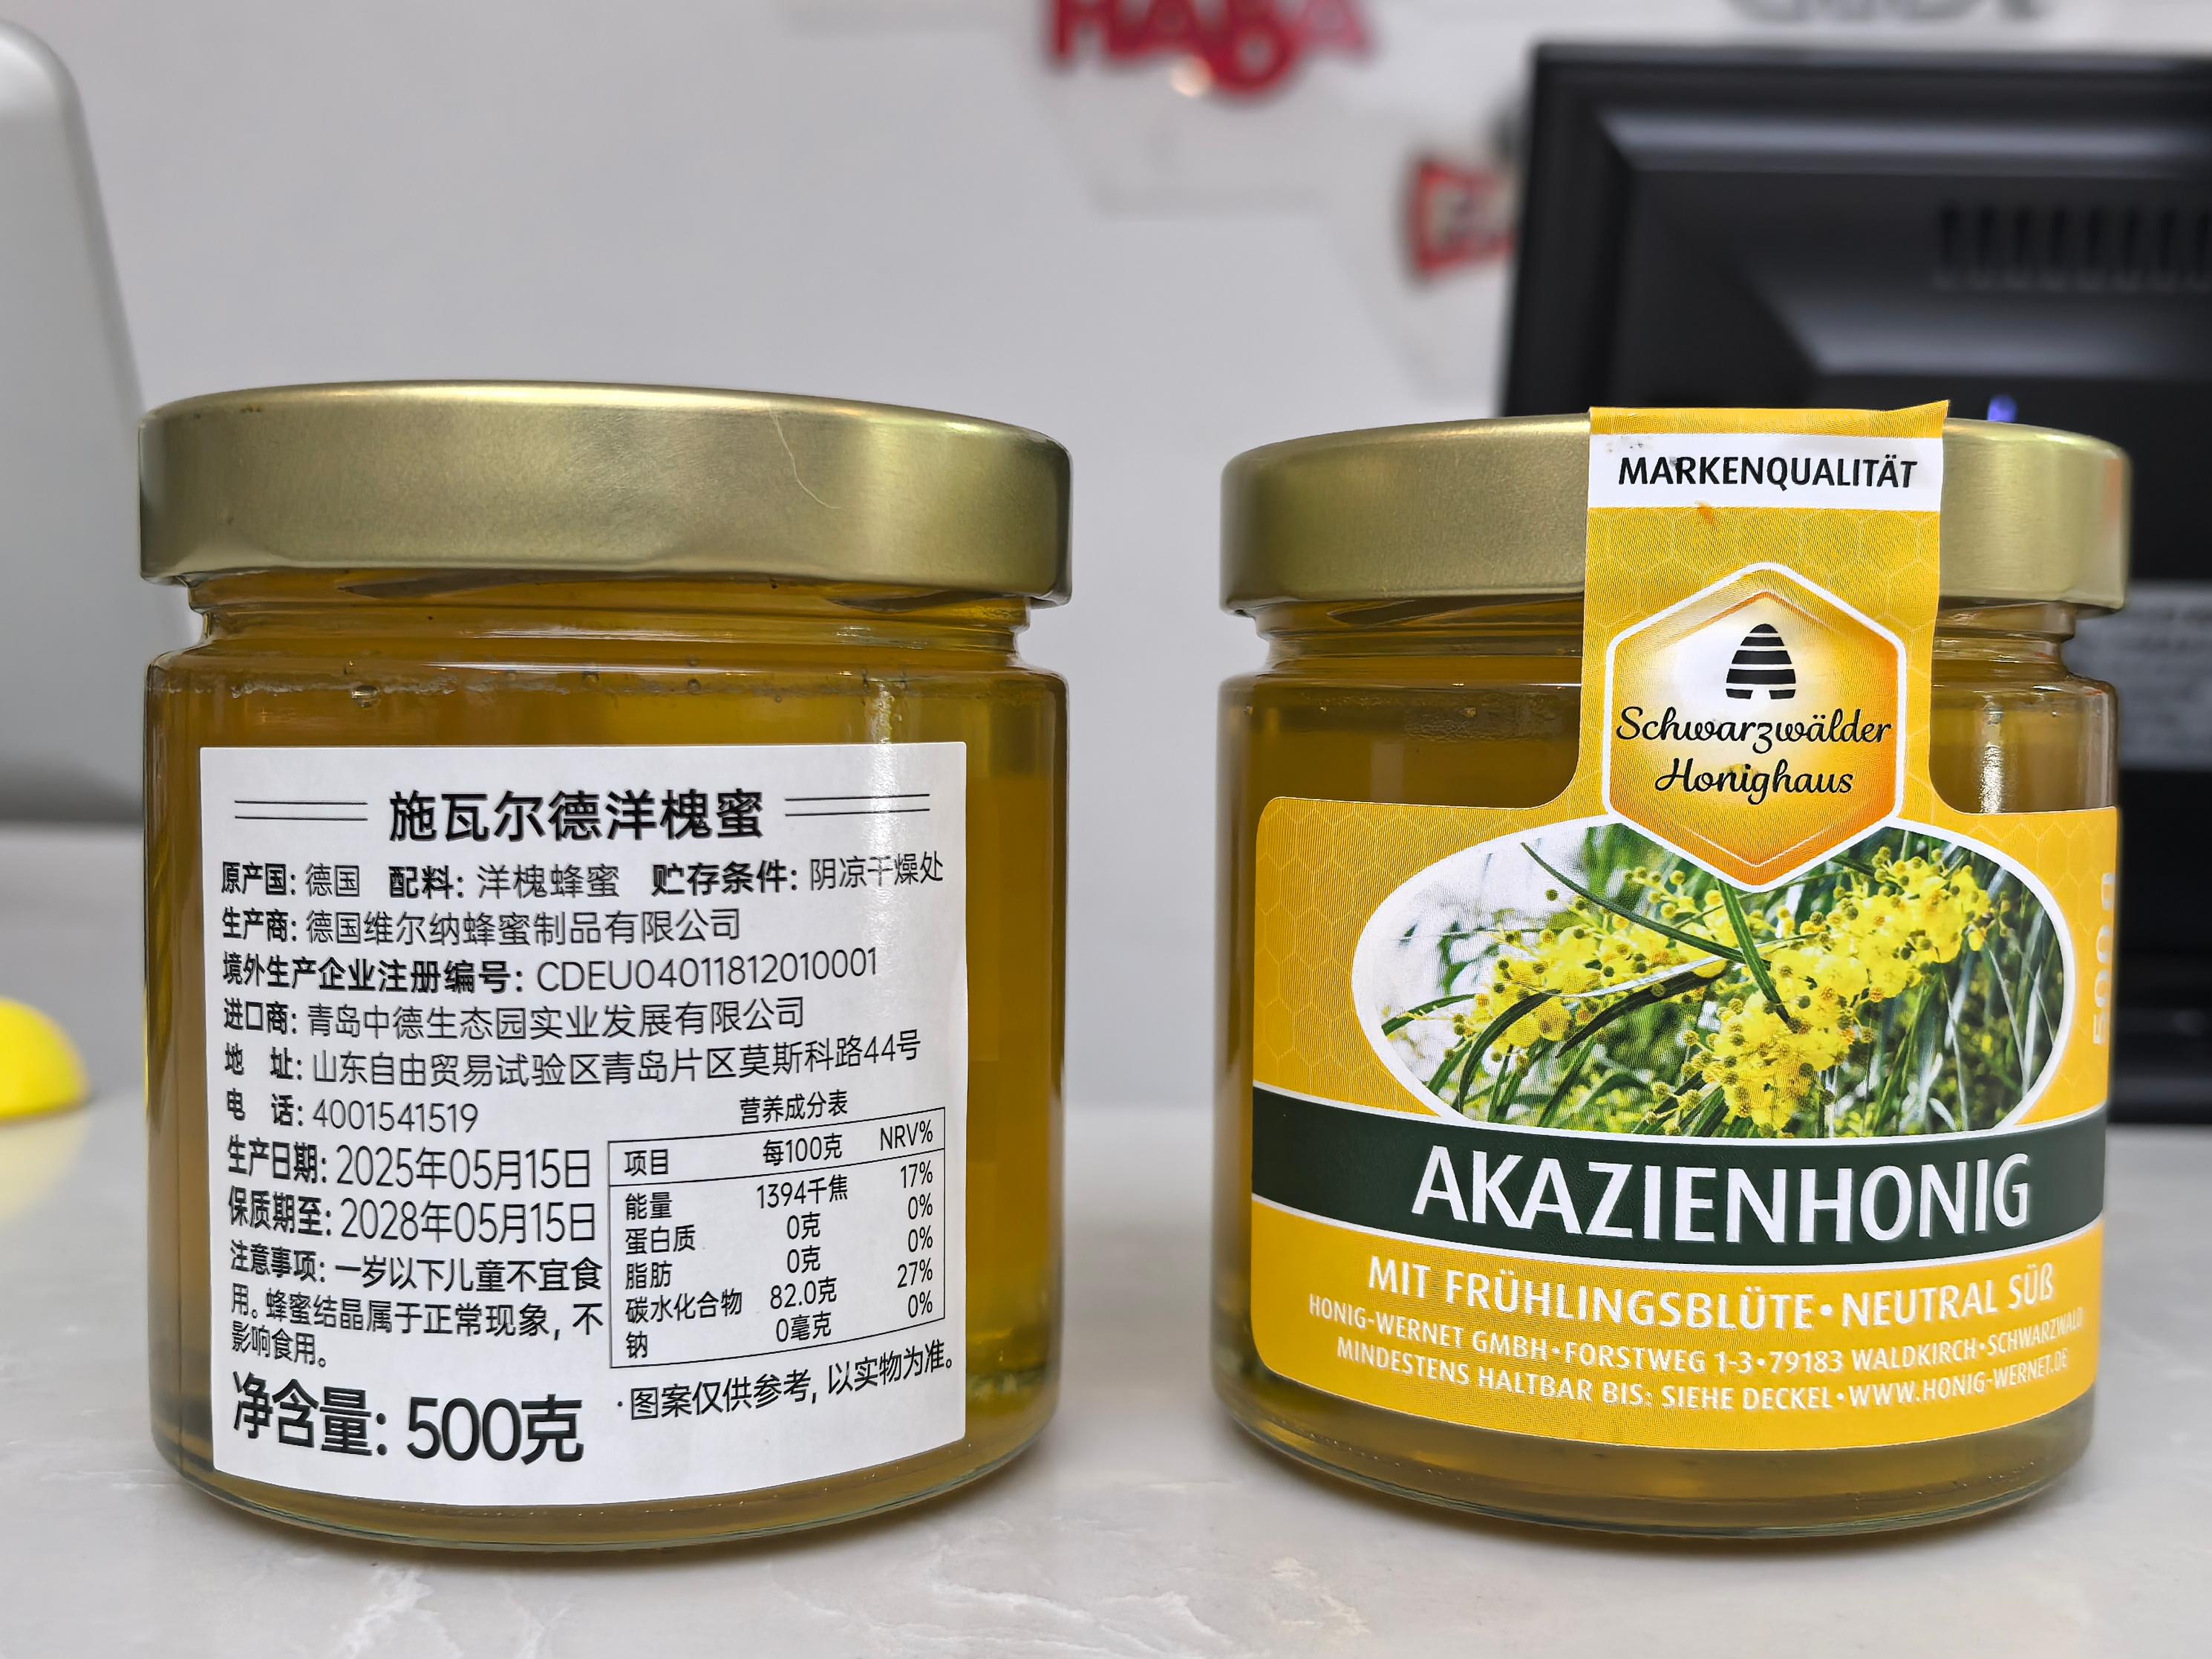 HABA
施瓦尔德洋槐蜜
原产国: 德国 配料: 洋槐蜂蜜 贮存条件: 阴凉干燥处
生产商: 德国维尔纳蜂蜜制品有限公司
境外生产企业注册编号: CDEU04011812010001
进口商: 青岛中德生态园实业发展有限公司
地 址: 山东自由贸易试验区青岛片区莫斯科路44号
电 话: 4001541519
生产日期: 2025年05月15日
保质期至: 2028年05月15日
注意事项: 一岁以下儿童不宜食
用。蜂蜜结晶属于正常现象, 不
影响食用。
净含量: 500克
营养成分表
项目 每100克 NRV%
能量 1394千焦 17%
蛋白质 0克 0%
脂肪 0克 0%
碳水化合物 82.0克 27%
钠 0毫克 0%
·图案仅供参考, 以实物为准。
MARKENQUALITÄT
Schwarzwälder
Honighaus
500g
AKAZIENHONIG
MIT FRÜHLINGSBLÜTE•NEUTRAL SÜß
HONIG-WERNET GMBH•FORSTWEG 1-3•79183 WALDKIRCH•SCHWARZWALD
MINDESTENS HALTBAR BIS: SIEHE DECKEL•WWW.HONIG-WERNET.DE